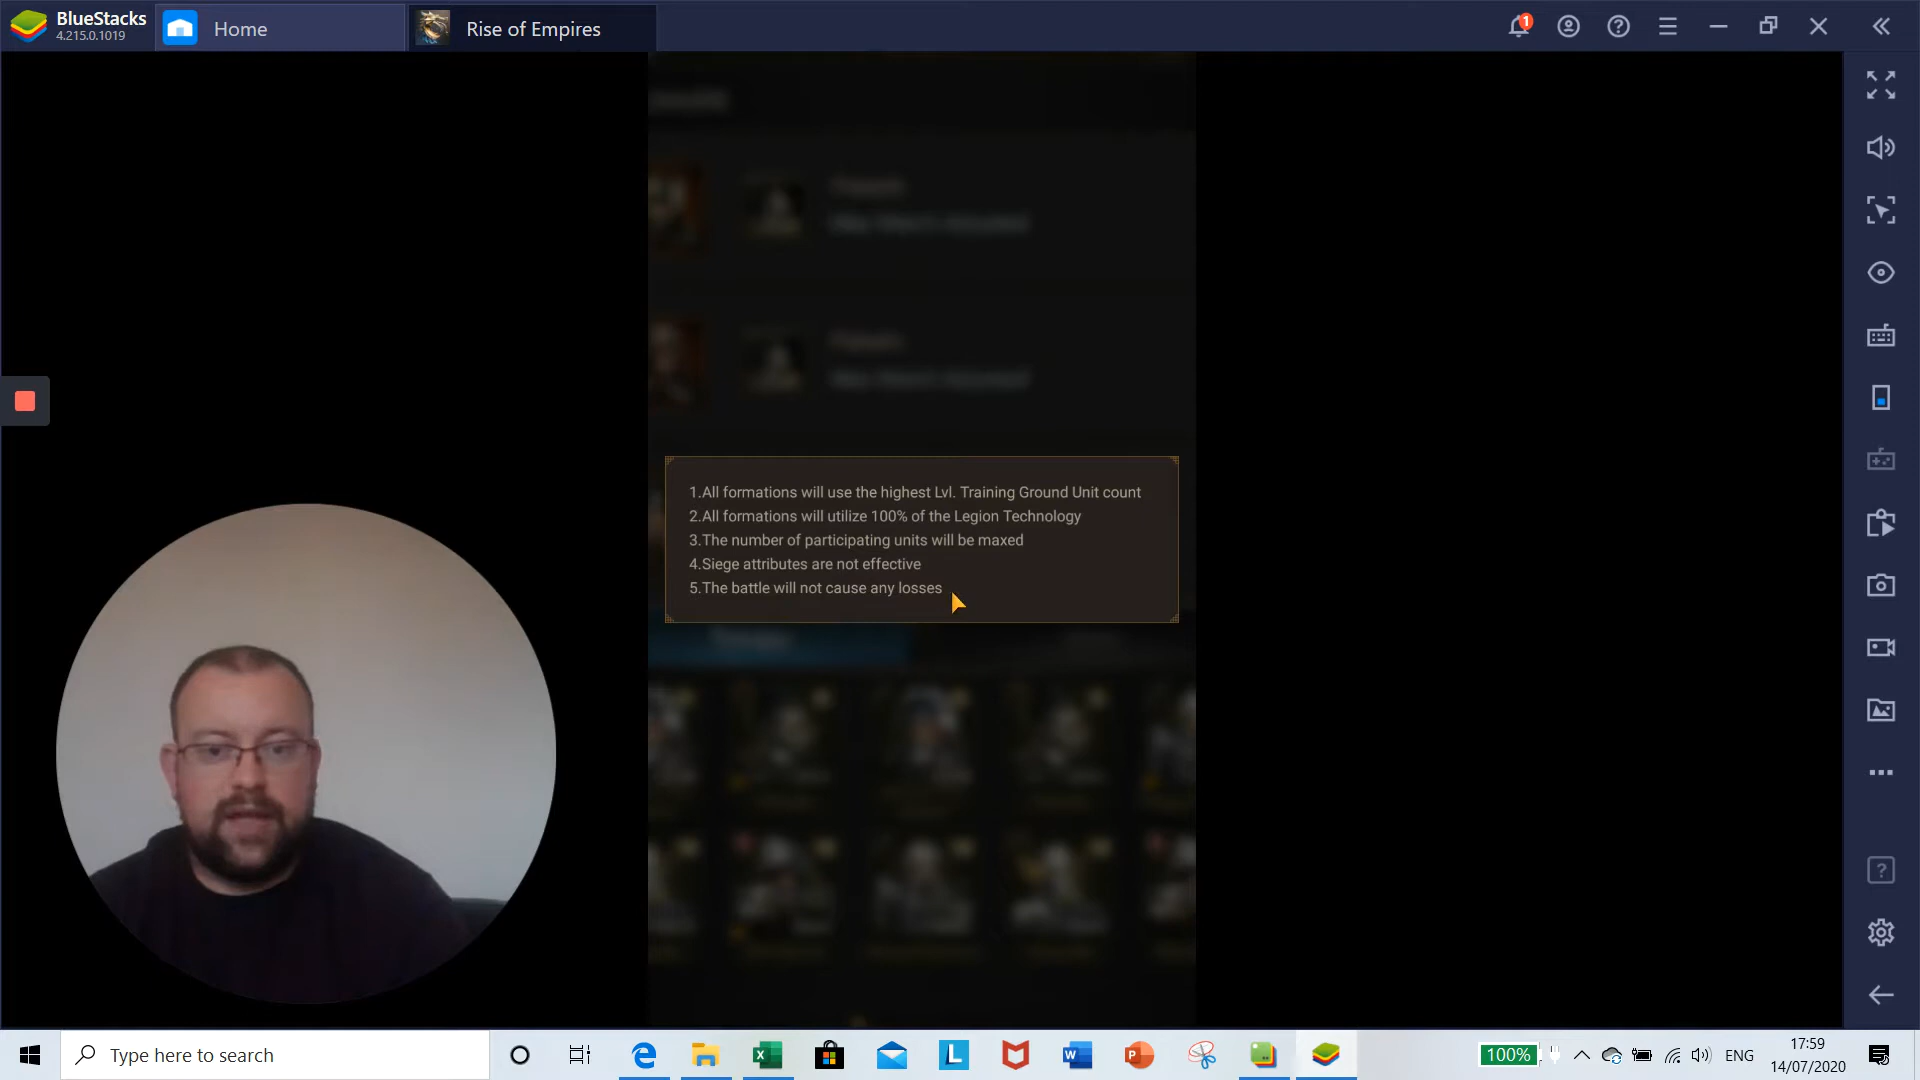 BlueStacks
4.215.0.1019
Home
Rise of Empires
1
1.All formations will use the highest Lvl. Training Ground Unit count
2.All formations will utilize 100% of the Legion Technology
3.The number of participating units will be maxed
4.Siege attributes are not effective
5.The battle will not cause any losses
Type here to search
100%
ENG
17:59
14/07/2020